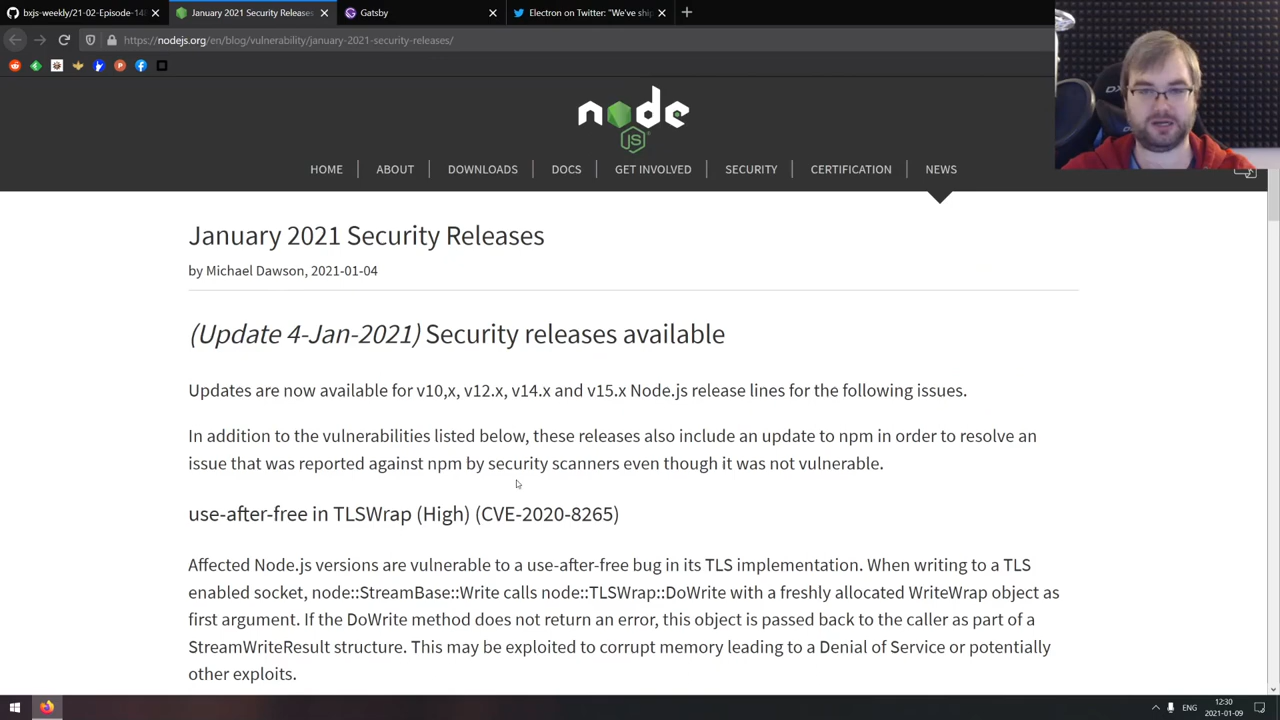 bxjs-weekly/21-02-Episode-148
January 2021 Security Releases
Gatsby
Electron on Twitter: "We've ship
https://nodejs.org/en/blog/vulnerability/january-2021-security-releases/
node
JS
HOME
ABOUT
DOWNLOADS
DOCS
GET INVOLVED
SECURITY
CERTIFICATION
NEWS
January 2021 Security Releases
by Michael Dawson, 2021-01-04
(Update 4-Jan-2021) Security releases available
Updates are now available for v10,x, v12.x, v14.x and v15.x Node.js release lines for the following issues.
In addition to the vulnerabilities listed below, these releases also include an update to npm in order to resolve an
issue that was reported against npm by security scanners even though it was not vulnerable.
use-after-free in TLSWrap (High) (CVE-2020-8265)
Affected Node.js versions are vulnerable to a use-after-free bug in its TLS implementation. When writing to a TLS
enabled socket, node::StreamBase::Write calls node::TLSWrap::DoWrite with a freshly allocated WriteWrap object as
first argument. If the DoWrite method does not return an error, this object is passed back to the caller as part of a
StreamWriteResult structure. This may be exploited to corrupt memory leading to a Denial of Service or potentially
other exploits.
ENG
12:30
2021-01-09